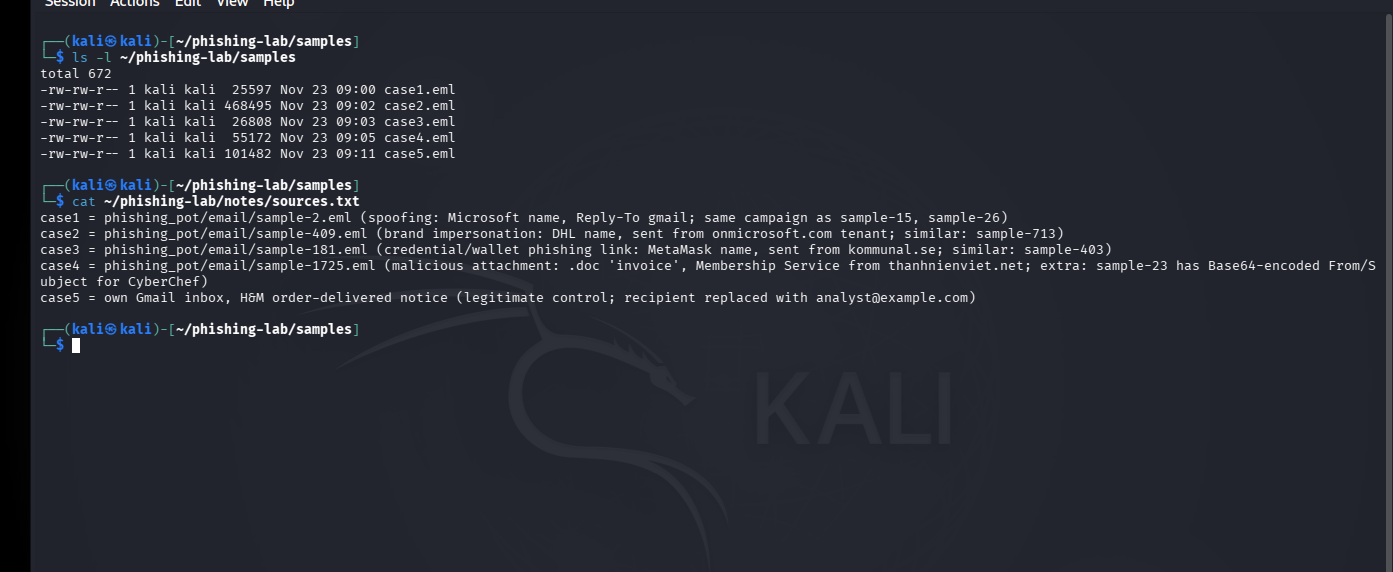 Session Actions Edit View Help
┌──(kali㉿kali)-[~/phishing-lab/samples]
└─$ ls -l ~/phishing-lab/samples
total 672
-rw-rw-r-- 1 kali kali  25597 Nov 23 09:00 case1.eml
-rw-rw-r-- 1 kali kali 468495 Nov 23 09:02 case2.eml
-rw-rw-r-- 1 kali kali  26808 Nov 23 09:03 case3.eml
-rw-rw-r-- 1 kali kali  55172 Nov 23 09:05 case4.eml
-rw-rw-r-- 1 kali kali 101482 Nov 23 09:11 case5.eml
┌──(kali㉿kali)-[~/phishing-lab/samples]
└─$ cat ~/phishing-lab/notes/sources.txt
case1 = phishing_pot/email/sample-2.eml (spoofing: Microsoft name, Reply-To gmail; same campaign as sample-15, sample-26)
case2 = phishing_pot/email/sample-409.eml (brand impersonation: DHL name, sent from onmicrosoft.com tenant; similar: sample-713)
case3 = phishing_pot/email/sample-181.eml (credential/wallet phishing link: MetaMask name, sent from kommunal.se; similar: sample-403)
case4 = phishing_pot/email/sample-1725.eml (malicious attachment: .doc 'invoice', Membership Service from thanhnienviet.net; extra: sample-23 has Base64-encoded From/S
ubject for CyberChef)
case5 = own Gmail inbox, H&M order-delivered notice (legitimate control; recipient replaced with analyst@example.com)
┌──(kali㉿kali)-[~/phishing-lab/samples]
└─$
KALI